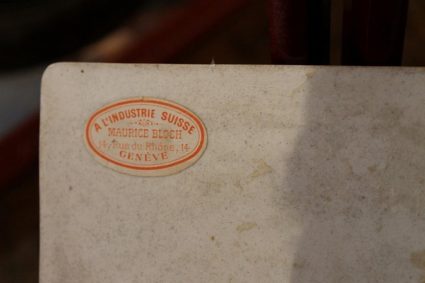 A L'INDUSTRIE SUISSE
MAURICE BLOCH
14, Rue du Rhône, 14
GENÈVE